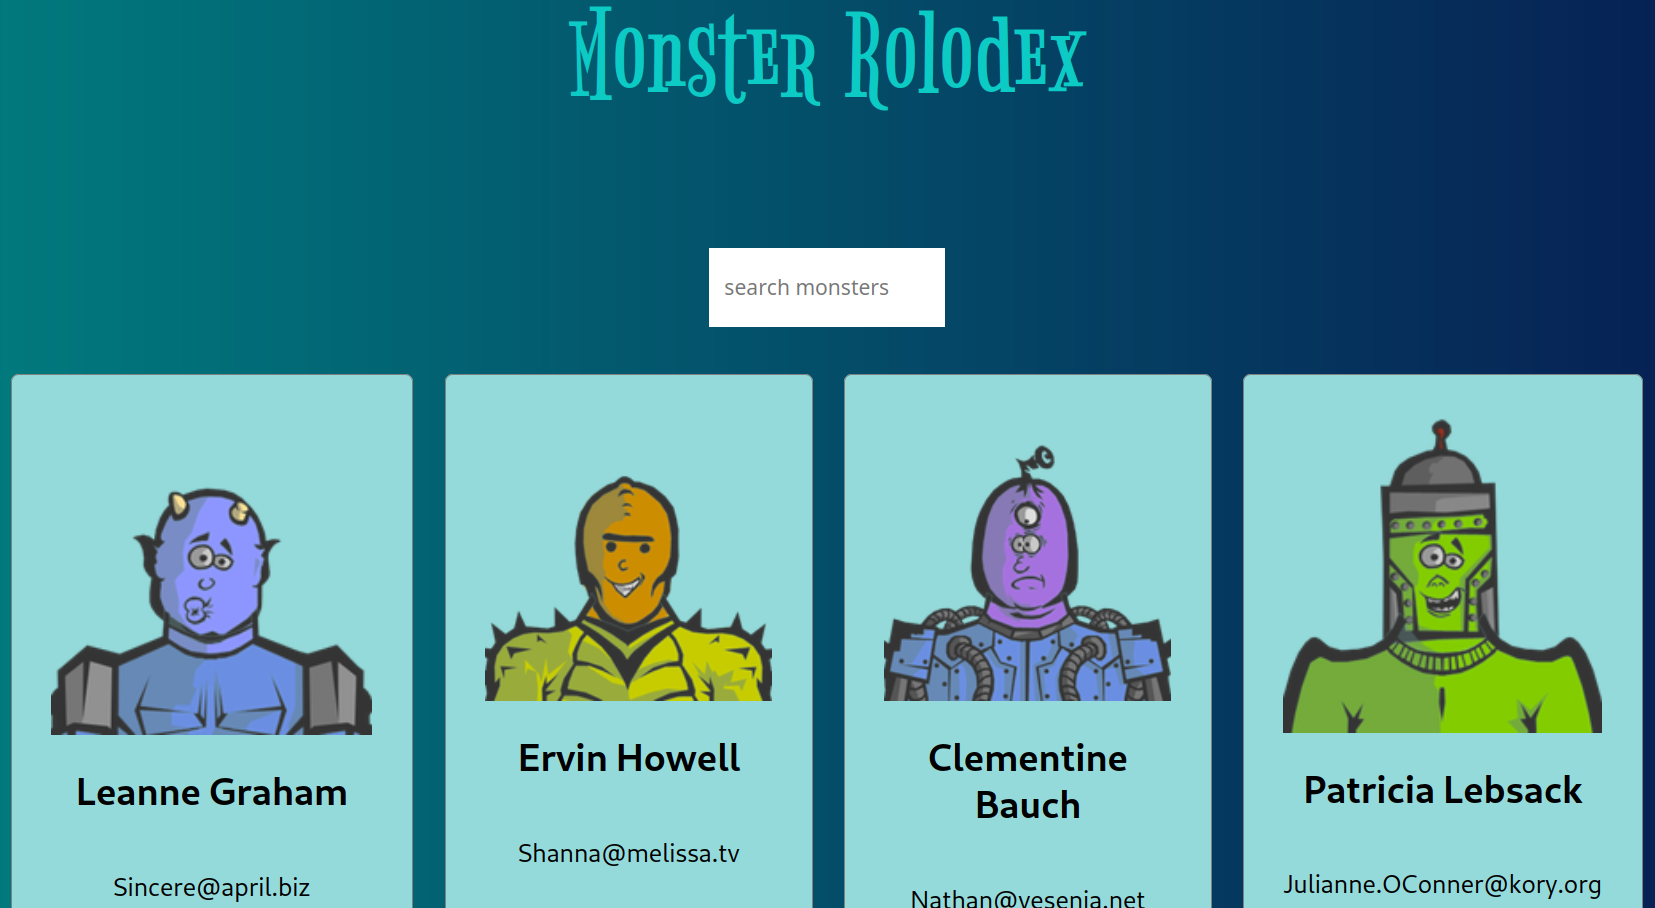 Monster Rolodex
search monsters
Leanne Graham
Sincere@april.biz
Ervin Howell
Shanna@melissa.tv
Clementine
Bauch
Nathan@yesenia.net
Patricia Lebsack
Julianne.OConner@kory.org